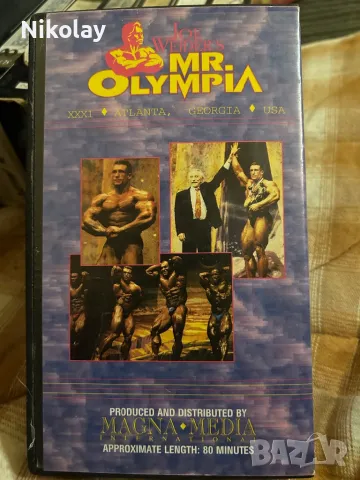 Nikolay
Joe
WEIDER'S
MR.
OLYMPIA
XXXI ♦ ATLANTA, GEORGIA ♦ USA
PRODUCED AND DISTRIBUTED BY
MAGNA ♦ MEDIA
INTERNATIONAL
APPROXIMATE LENGTH: 80 MINUTES
BAZAR
bg